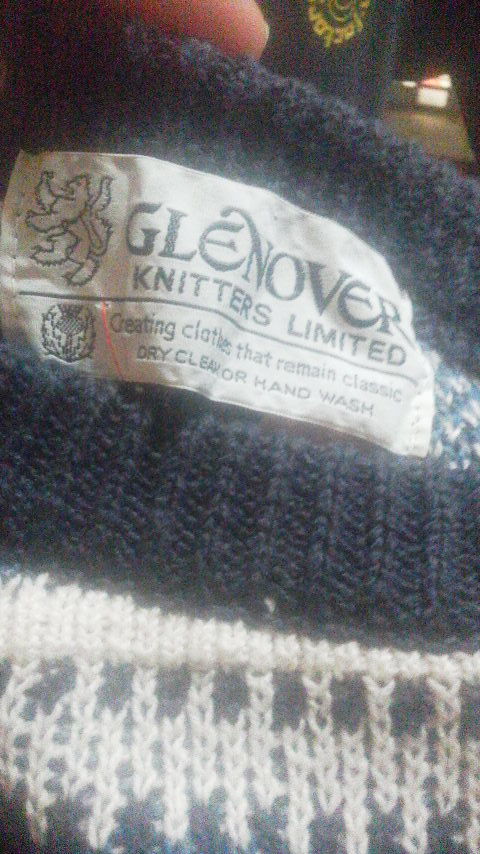 GLENOVER
KNITTERS LIMITED
Creating clothes that remain classic
DRY CLEAN OR HAND WASH